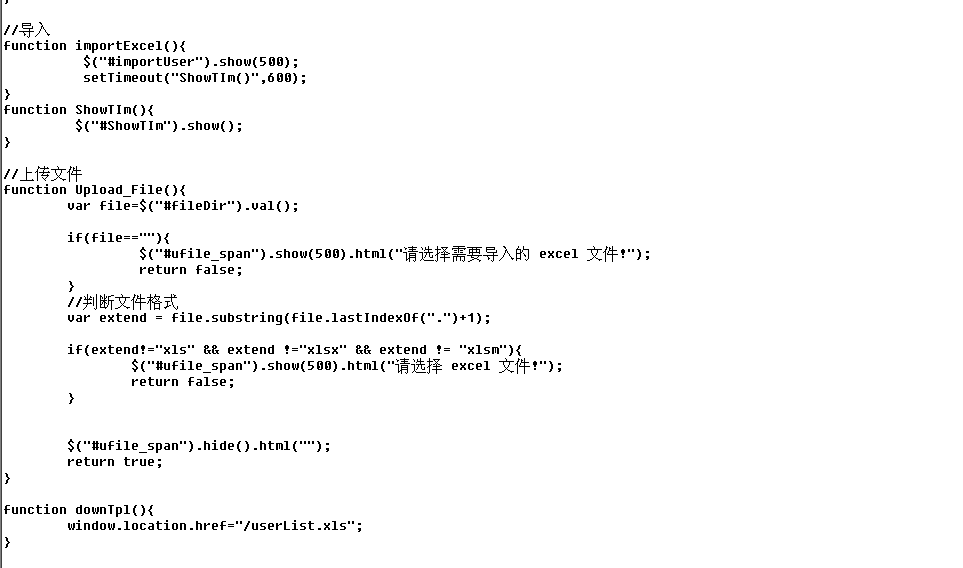 }
//导入
function importExcel(){
$("#importUser").show(500);
setTimeout("ShowTIm()",600);
}
function ShowTIm(){
$("#ShowTIm").show();
}
//上传文件
function Upload_File(){
var file=$("#fileDir").val();
if(file==""){
$("#ufile_span").show(500).html("请选择需要导入的 excel 文件!");
return false;
}
//判断文件格式
var extend = file.substring(file.lastIndexOf(".")+1);
if(extend!="xls" && extend !="xlsx" && extend != "xlsm"){
$("#ufile_span").show(500).html("请选择 excel 文件!");
return false;
}
$("#ufile_span").hide().html("");
return true;
}
function downTpl(){
window.location.href="/userList.xls";
}